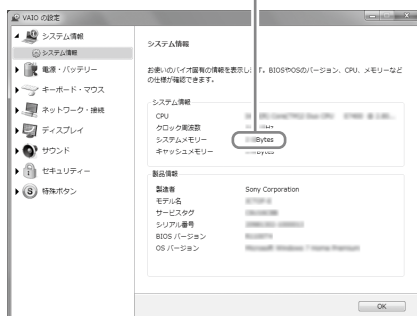 VAIO の設定
システム情報
システム情報
電源・バッテリー
キーボード・マウス
ネットワーク・接続
ディスプレイ
サウンド
セキュリティー
S 特殊ボタン
システム情報
お使いのバイオ固有の情報を表示します。BIOSやOSのバージョン、CPU、メモリーなど
の仕様が確認できます。
システム情報
CPU
クロック周波数 Hz
システムメモリー Bytes
キャッシュメモリー Bytes
製品情報
製造者 Sony Corporation
モデル名
サービスタグ
シリアル番号
BIOS バージョン
OS バージョン
OK